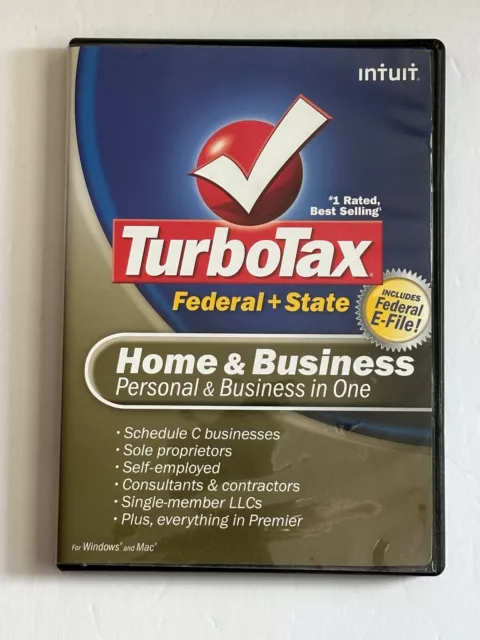 intuit.
#1 Rated,
Best Selling
TurboTax®
Federal + State
INCLUDES
Federal
E-File!
Home & Business
Personal & Business in One
• Schedule C businesses
• Sole proprietors
• Self-employed
• Consultants & contractors
• Single-member LLCs
• Plus, everything in Premier
For Windows® and Mac®